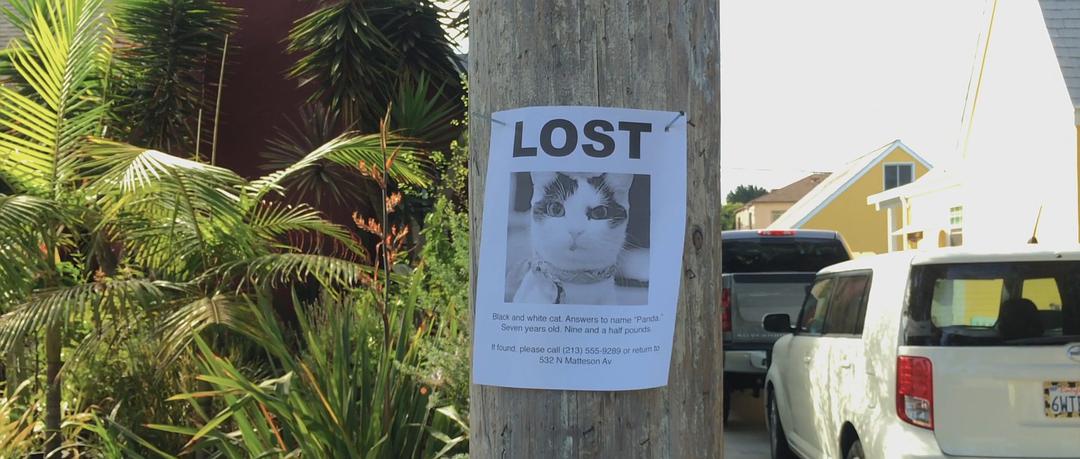 LOST
Black and white cat. Answers to name "Panda."
Seven years old. Nine and a half pounds.
If found, please call (213) 555-9289 or return to
532 N Matteson Av